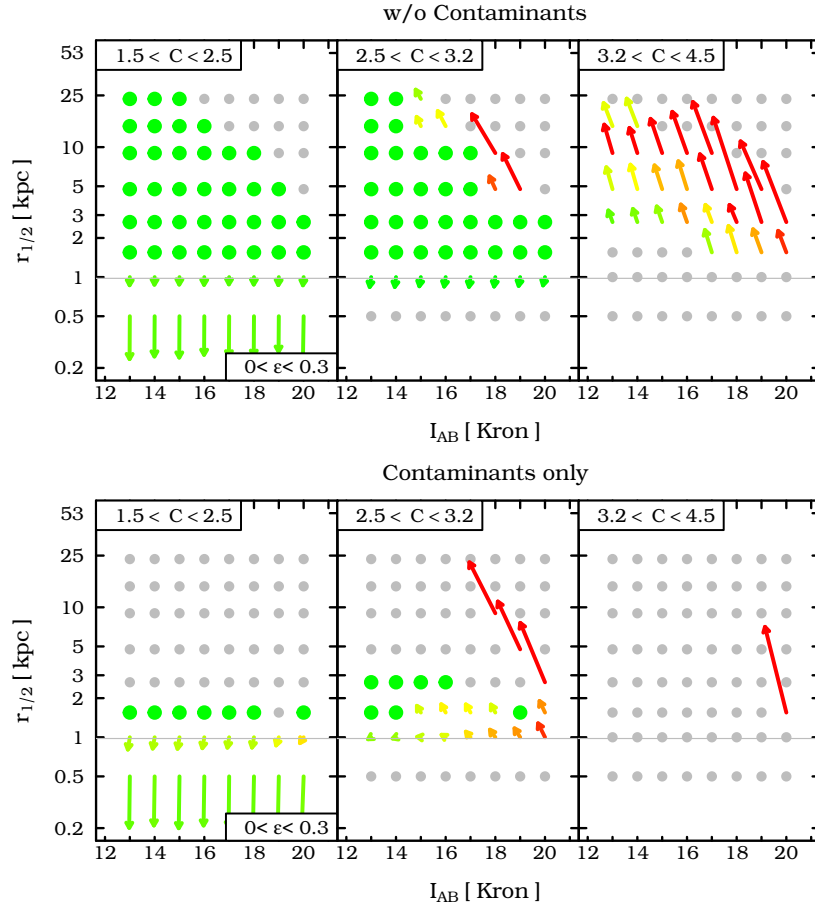 w/o Contaminants
1.5 < C < 2.5
2.5 < C < 3.2
3.2 < C < 4.5
53
25
10
5
3
2
1
0.5
0.2
r1/2 [ kpc ]
0 < ε < 0.3
12 14 16 18 20 12 14 16 18 20 12 14 16 18 20
IAB [ Kron ]
Contaminants only
1.5 < C < 2.5
2.5 < C < 3.2
3.2 < C < 4.5
53
25
10
5
3
2
1
0.5
0.2
r1/2 [ kpc ]
0 < ε < 0.3
12 14 16 18 20 12 14 16 18 20 12 14 16 18 20
IAB [ Kron ]